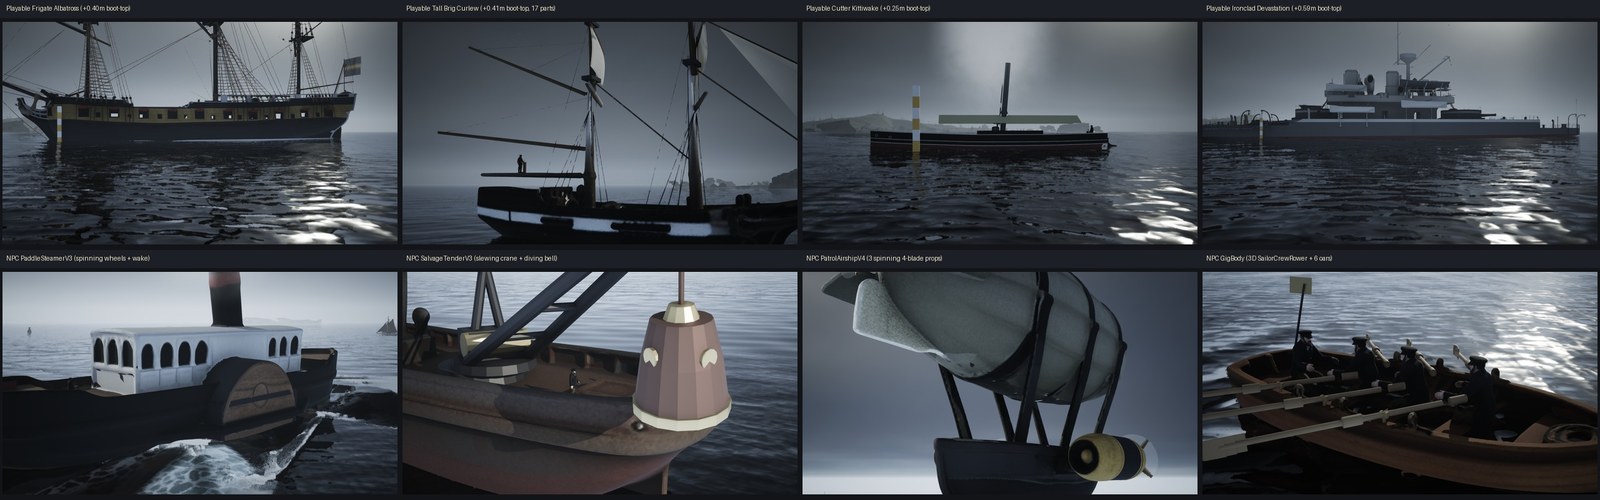 Playable Frigate Albatross (+0.40m boot-top)
Playable Tall Brig Curlew (+0.41m boot-top, 17 parts)
Playable Cutter Kittiwake (+0.25m boot-top)
Playable Ironclad Devastation (+0.59m boot-top)
NPC PaddleSteamerV3 (spinning wheels + wake)
NPC SalvageTenderV3 (slewing crane + diving bell)
NPC PatrolAirshipV4 (3 spinning 4-blade props)
NPC GigBody (3D SailorCrewRower + 6 oars)